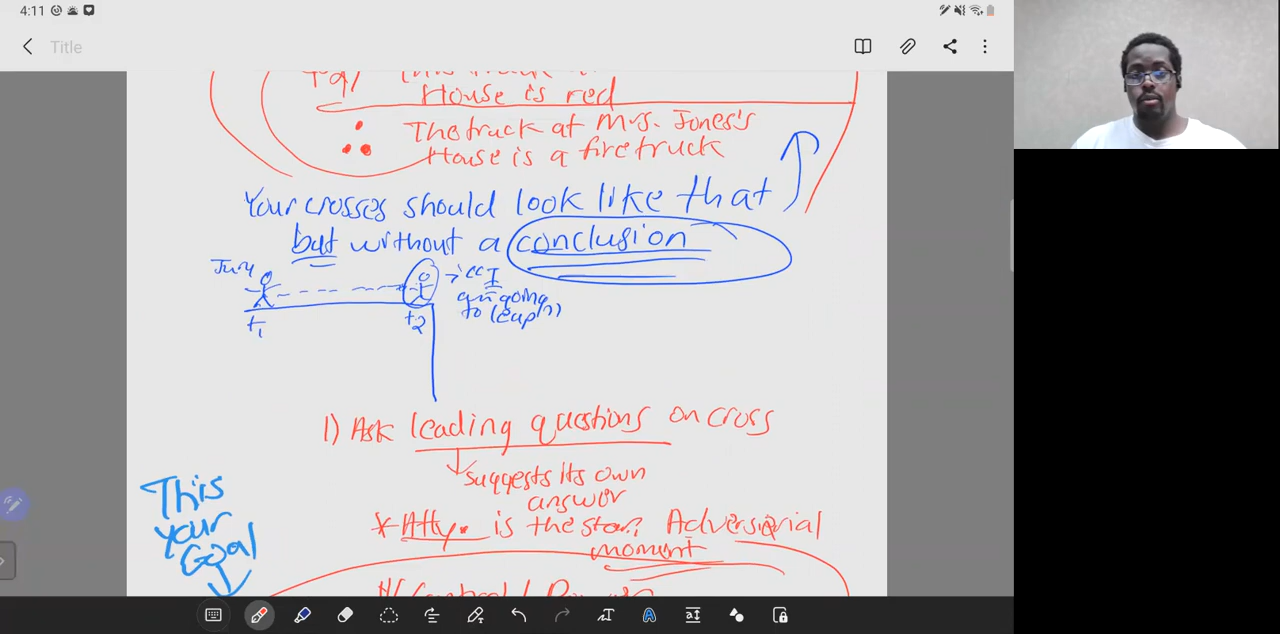 4:11
Title
House is red
∴ The truck at Mrs. Jones's
House is a firetruck
Your crosses should look like that
but without a conclusion
Jury
I
am going
to leap
t1
t2
1) Ask leading questions on cross
suggests its own
answer
*Atty. is the star.
moment
This
your
Goal